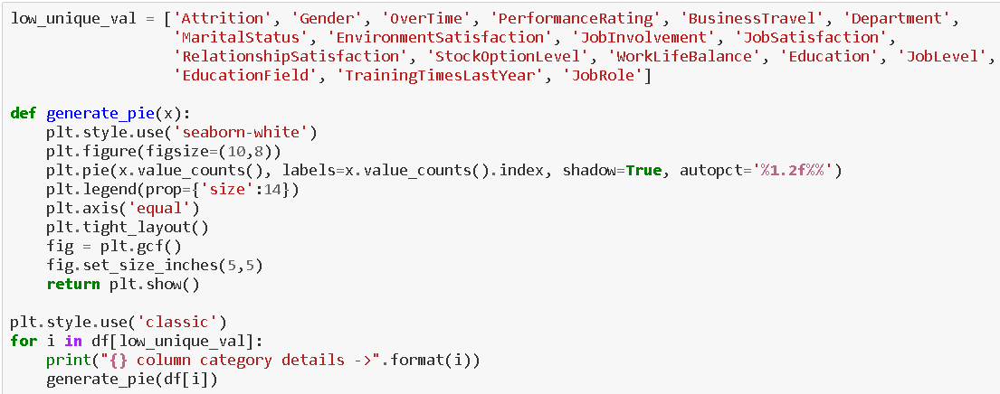 low_unique_val = ['Attrition', 'Gender', 'OverTime', 'PerformanceRating', 'BusinessTravel', 'Department',
                  'MaritalStatus', 'EnvironmentSatisfaction', 'JobInvolvement', 'JobSatisfaction',
                  'RelationshipSatisfaction', 'StockOptionLevel', 'WorkLifeBalance', 'Education', 'JobLevel',
                  'EducationField', 'TrainingTimesLastYear', 'JobRole']

def generate_pie(x):
    plt.style.use('seaborn-white')
    plt.figure(figsize=(10,8))
    plt.pie(x.value_counts(), labels=x.value_counts().index, shadow=True, autopct='%1.2f%%')
    plt.legend(prop={'size':14})
    plt.axis('equal')
    plt.tight_layout()
    fig = plt.gcf()
    fig.set_size_inches(5,5)
    return plt.show()

plt.style.use('classic')
for i in df[low_unique_val]:
    print("{} column category details ->".format(i))
    generate_pie(df[i])